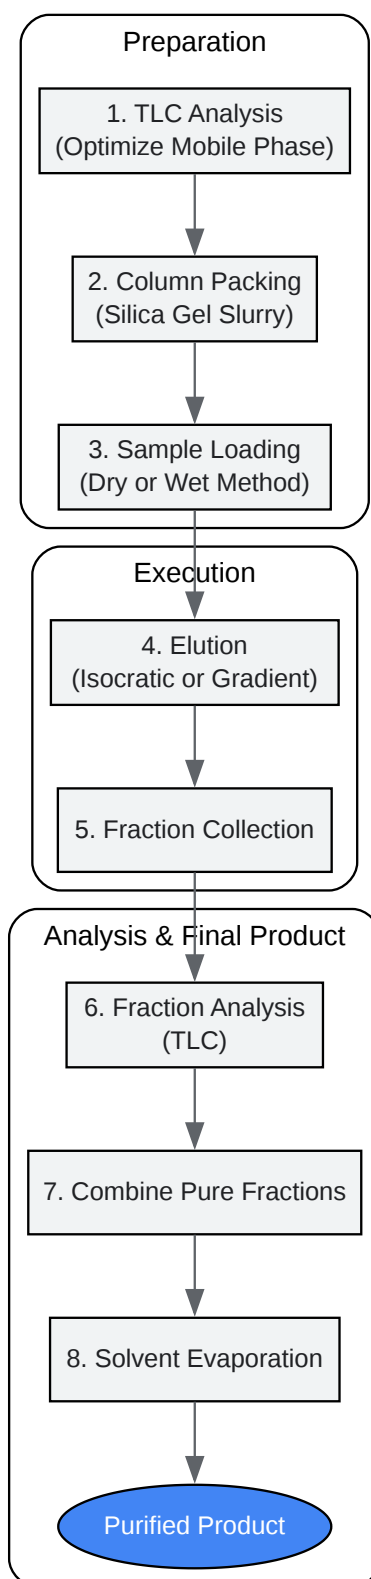 Preparation
1. TLC Analysis
(Optimize Mobile Phase)
2. Column Packing
(Silica Gel Slurry)
3. Sample Loading
(Dry or Wet Method)
Execution
4. Elution
(Isocratic or Gradient)
5. Fraction Collection
Analysis & Final Product
6. Fraction Analysis
(TLC)
7. Combine Pure Fractions
8. Solvent Evaporation
Purified Product